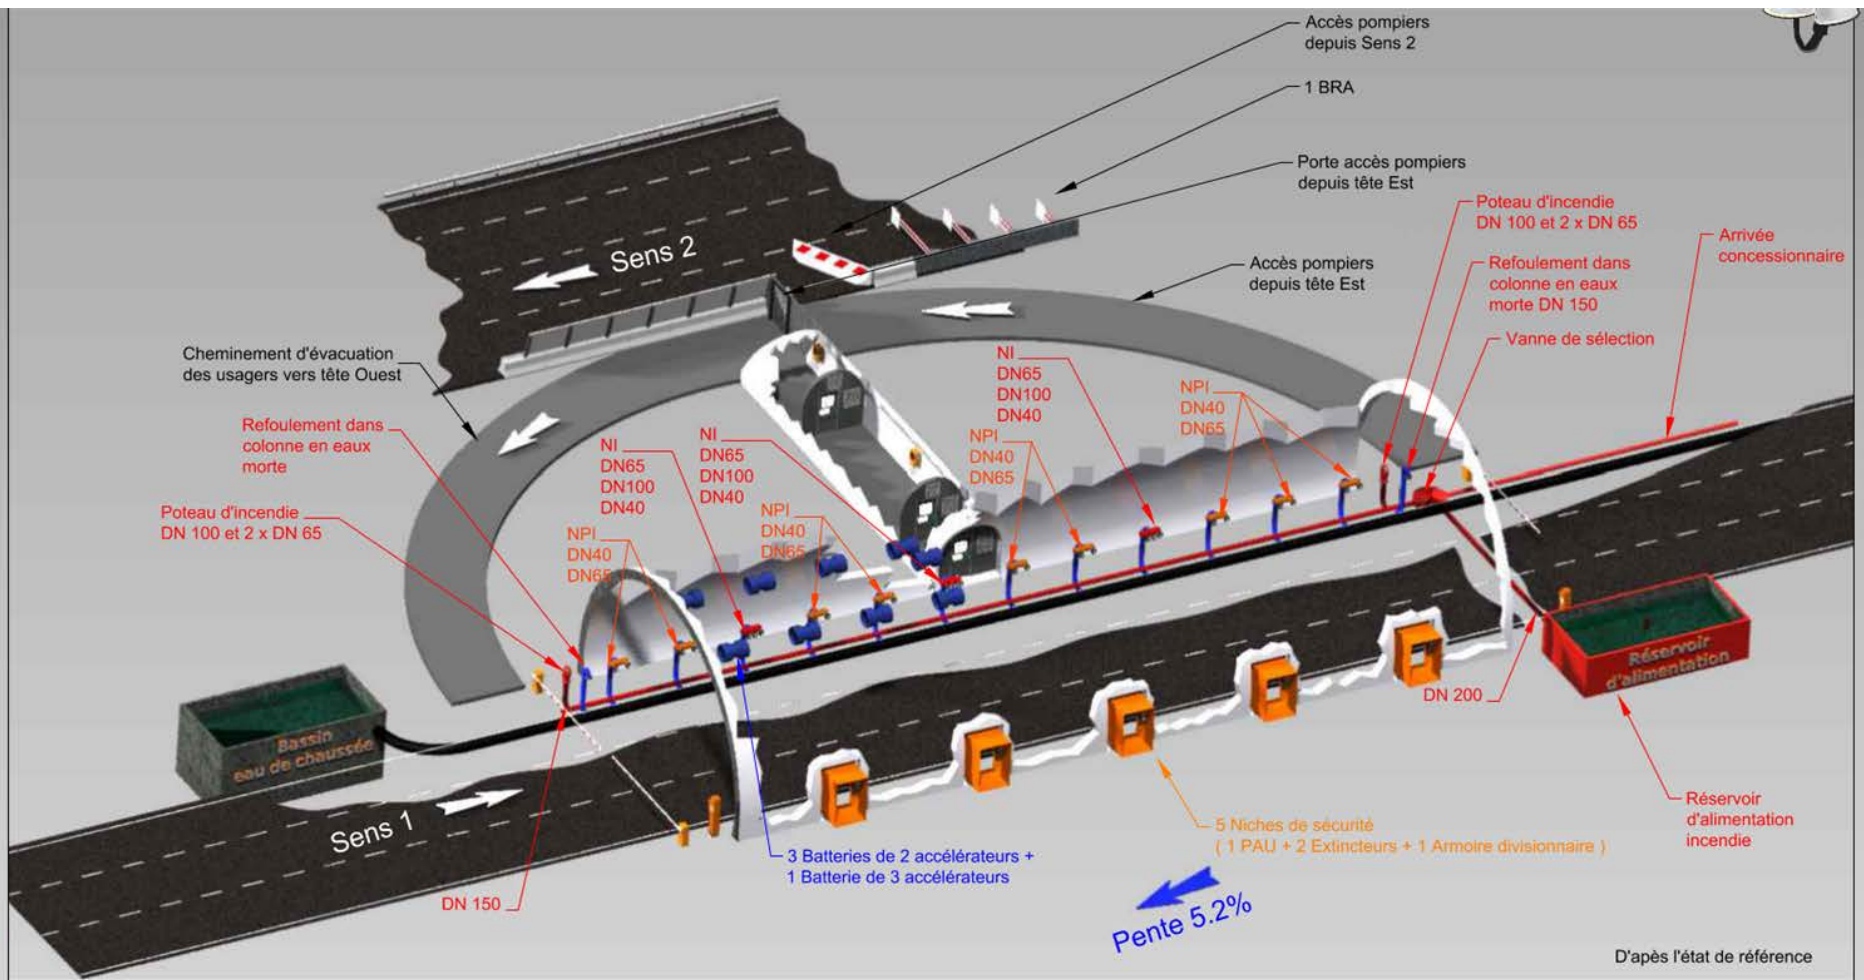 Accès pompiers
depuis Sens 2
1 BRA
Porte accès pompiers
depuis tête Est
Poteau d'incendie
DN 100 et 2 x DN 65
Arrivée
concessionnaire
Sens 2
Accès pompiers
depuis tête Est
Refoulement dans
colonne en eaux
morte DN 150
Vanne de sélection
Cheminement d'évacuation
des usagers vers tête Ouest
NI
DN65
DN100
DN40
NPI
DN40
DN65
Refoulement dans
colonne en eaux
morte
NI
DN65
DN100
DN40
NI
DN65
DN100
DN40
NPI
DN40
DN65
Poteau d'incendie
DN 100 et 2 x DN 65
NPI
DN40
DN65
NPI
DN40
DN65
Réservoir
d'alimentation
DN 200
Bassin
eau de chaussée
Sens 1
Réservoir
d'alimentation
incendie
5 Niches de sécurité
( 1 PAU + 2 Extincteurs + 1 Armoire divisionnaire )
3 Batteries de 2 accélérateurs +
1 Batterie de 3 accélérateurs
DN 150
Pente 5.2%
D'après l'état de référence